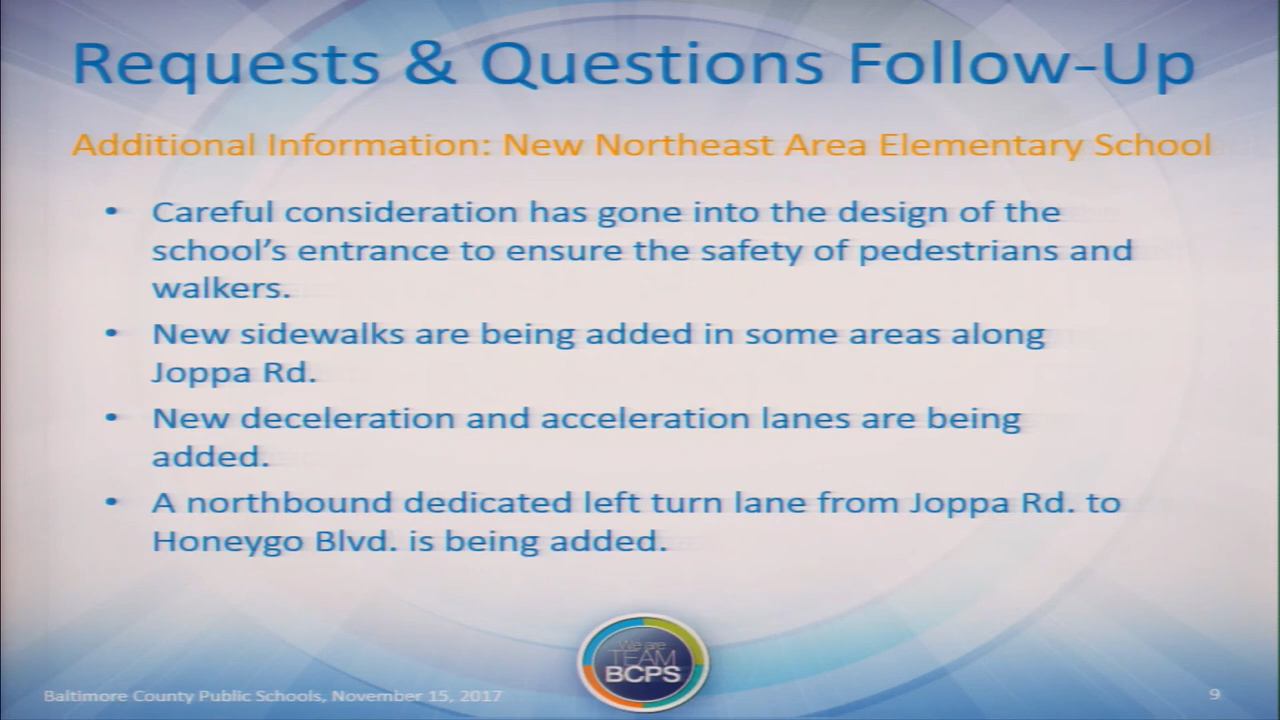 Requests & Questions Follow-Up
Additional Information: New Northeast Area Elementary School
• Careful consideration has gone into the design of the
school's entrance to ensure the safety of pedestrians and
walkers.
• New sidewalks are being added in some areas along
Joppa Rd.
• New deceleration and acceleration lanes are being
added.
• A northbound dedicated left turn lane from Joppa Rd. to
Honeygo Blvd. is being added.
We are
TEAM
BCPS
Baltimore County Public Schools, November 15, 2017
9